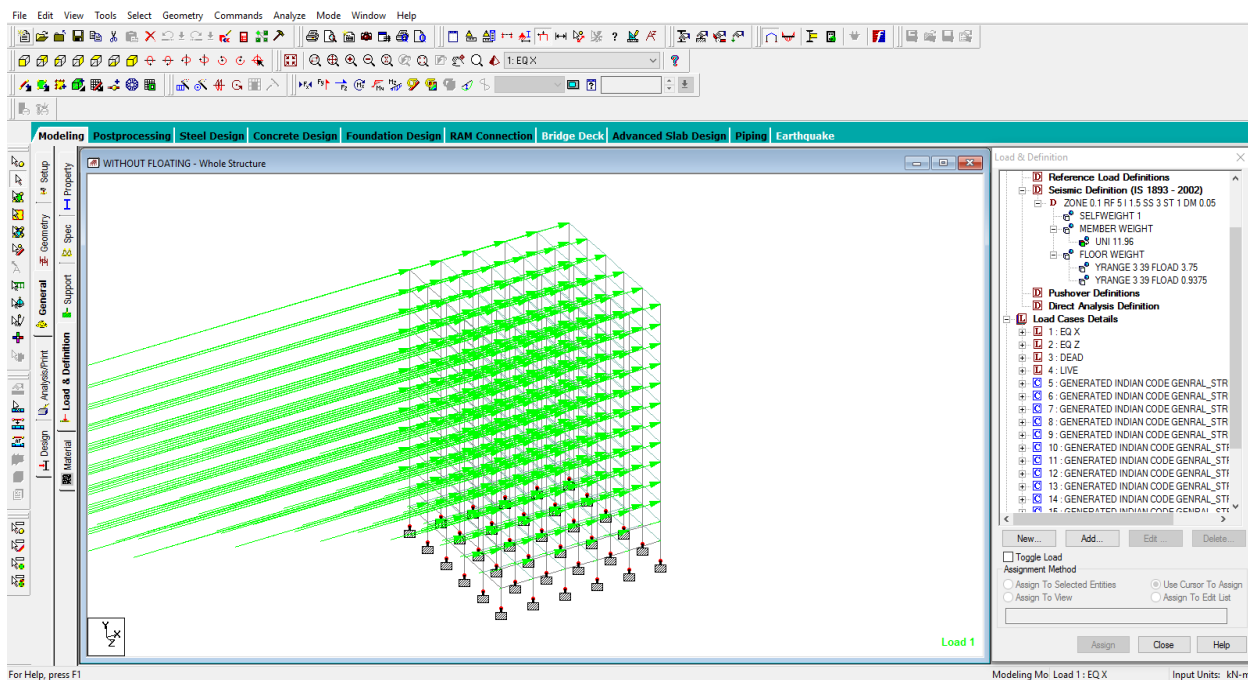 File Edit View Tools Select Geometry Commands Analyze Mode Window Help
1: EQ X
Modeling Postprocessing Steel Design Concrete Design Foundation Design RAM Connection Bridge Deck Advanced Slab Design Piping Earthquake
Setup
Geometry
General
Analysis/Print
Design
Property
Spec
Support
Load & Definition
Material
WITHOUT FLOATING - Whole Structure
Y
X
Z
Load 1
Load & Definition
D Reference Load Definitions
D Seismic Definition (IS 1893 - 2002)
D ZONE 0.1 RF 5 I 1.5 SS 3 ST 1 DM 0.05
SELFWEIGHT 1
MEMBER WEIGHT
UNI 11.96
FLOOR WEIGHT
YRANGE 3 39 FLOAD 3.75
YRANGE 3 39 FLOAD 0.9375
D Pushover Definitions
D Direct Analysis Definition
L Load Cases Details
L 1 : EQ X
L 2 : EQ Z
L 3 : DEAD
L 4 : LIVE
C 5 : GENERATED INDIAN CODE GENRAL_STR
C 6 : GENERATED INDIAN CODE GENRAL_STR
C 7 : GENERATED INDIAN CODE GENRAL_STR
C 8 : GENERATED INDIAN CODE GENRAL_STR
C 9 : GENERATED INDIAN CODE GENRAL_STR
C 10 : GENERATED INDIAN CODE GENRAL_STF
C 11 : GENERATED INDIAN CODE GENRAL_STF
C 12 : GENERATED INDIAN CODE GENRAL_STF
C 13 : GENERATED INDIAN CODE GENRAL_STF
C 14 : GENERATED INDIAN CODE GENRAL_STF
C 15 : GENERATED INDIAN CODE GENRAL_STF
New... Add... Edit ... Delete...
Toggle Load
Assignment Method
Assign To Selected Entities Use Cursor To Assign
Assign To View Assign To Edit List
Assign Close Help
For Help, press F1
Modeling Mo Load 1 : EQ X Input Units: kN-m